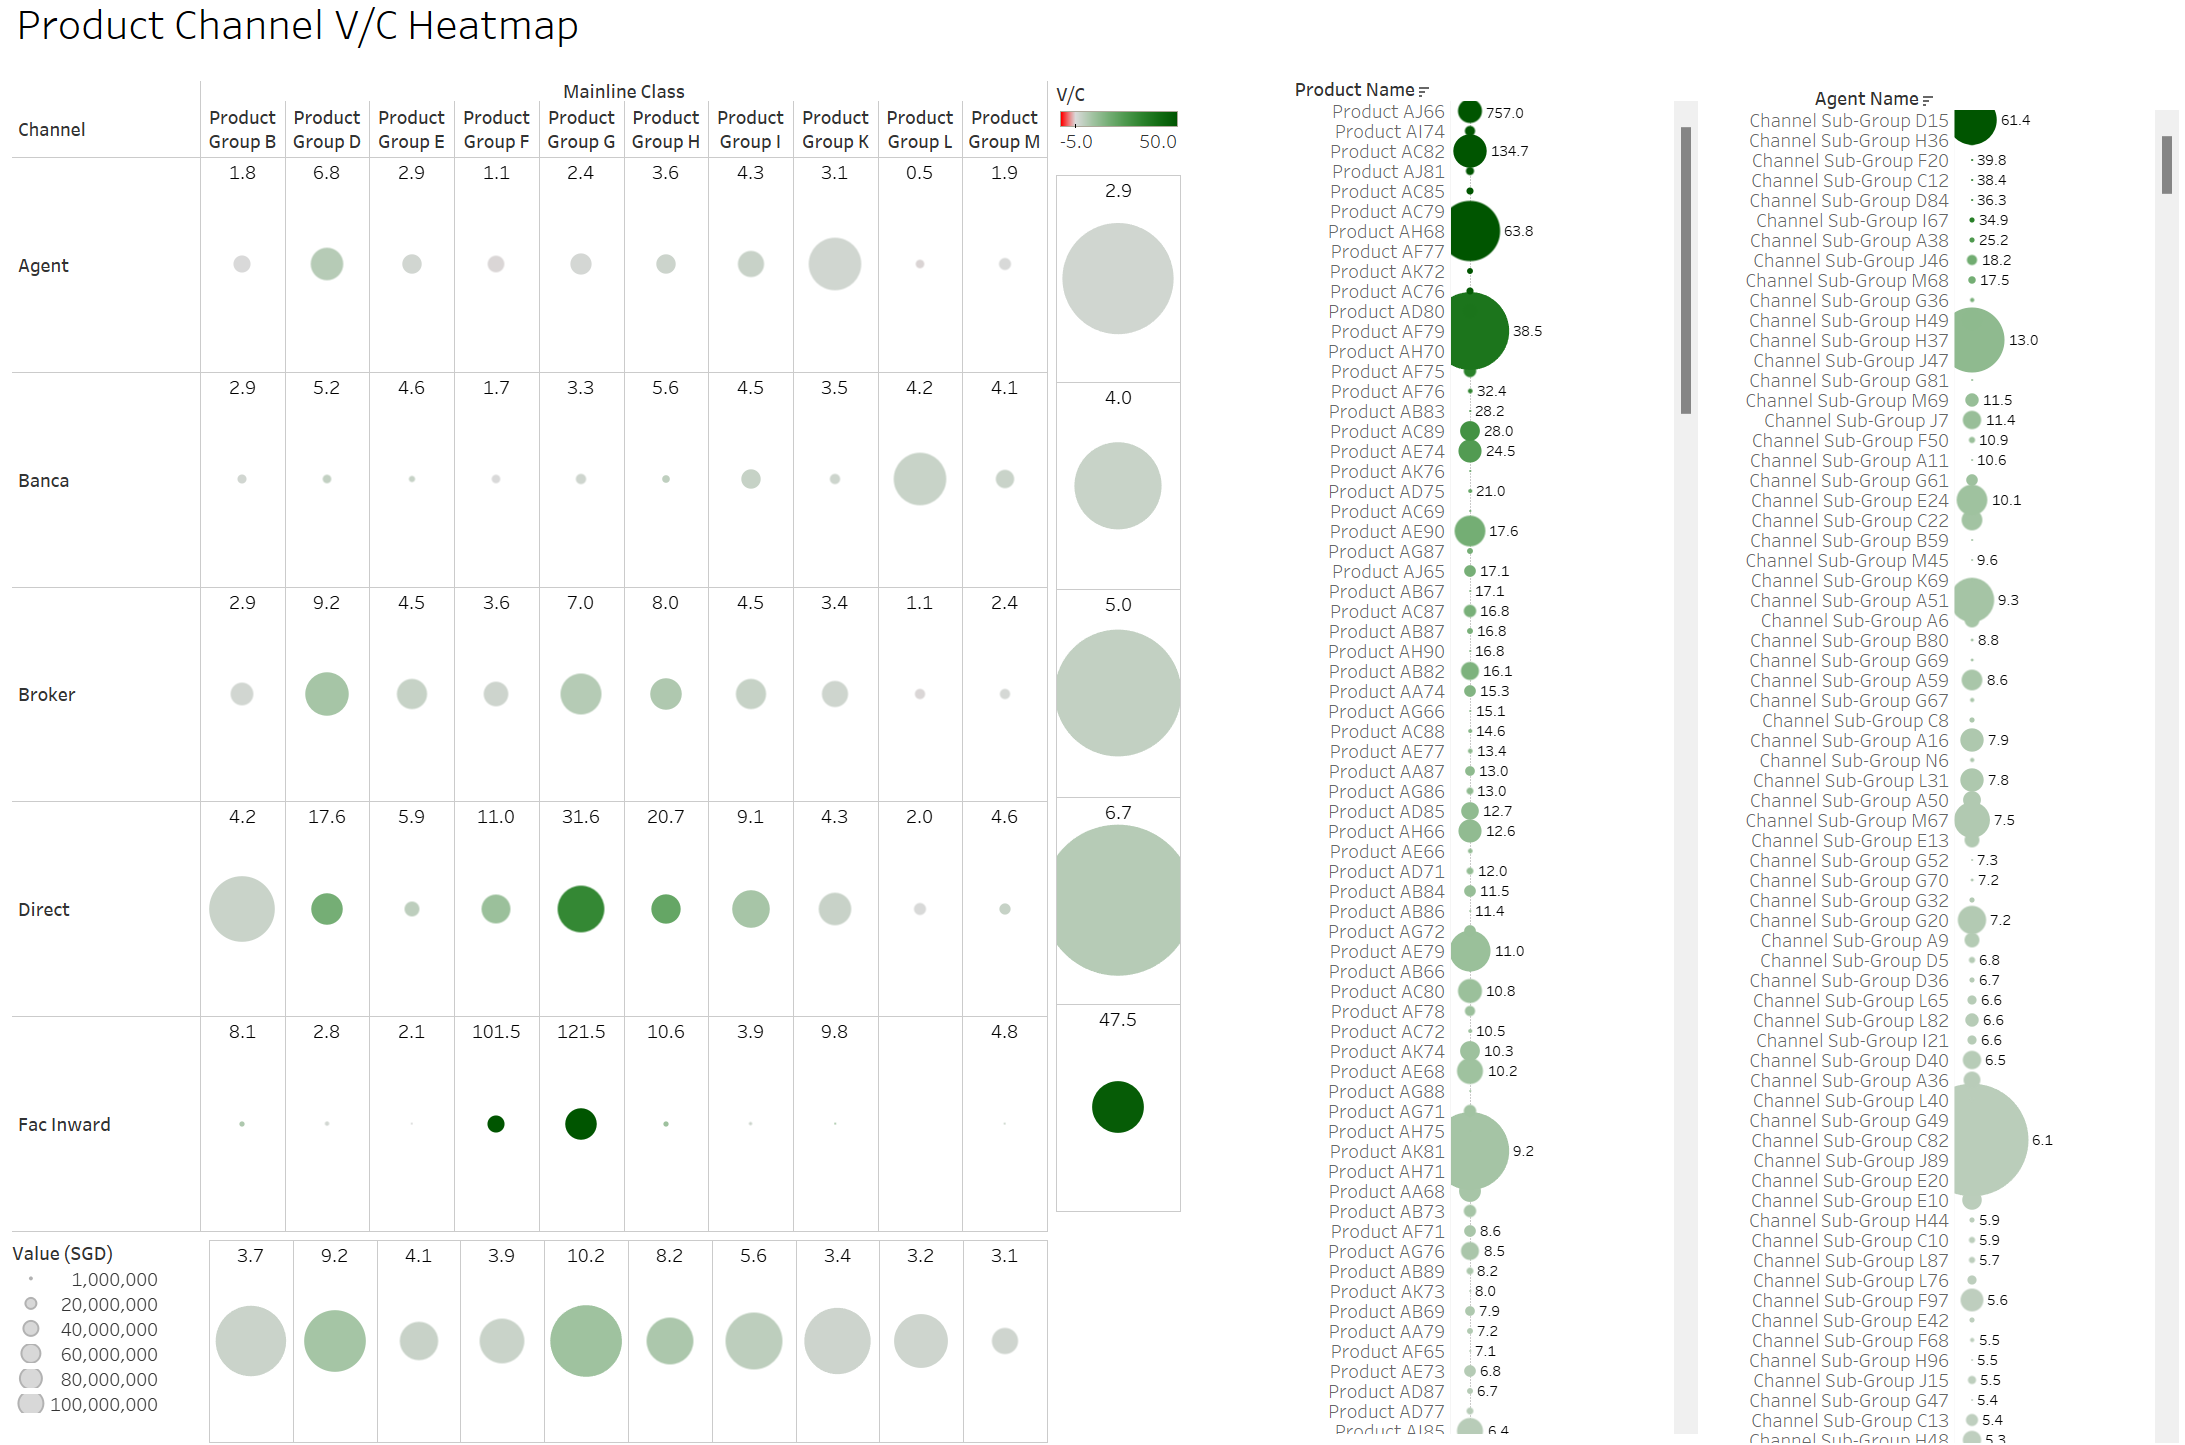 Product Channel V/C Heatmap
Mainline Class
Channel
Product Group B
Product Group D
Product Group E
Product Group F
Product Group G
Product Group H
Product Group I
Product Group K
Product Group L
Product Group M
Agent 1.8 6.8 2.9 1.1 2.4 3.6 4.3 3.1 0.5 1.9
Banca 2.9 5.2 4.6 1.7 3.3 5.6 4.5 3.5 4.2 4.1
Broker 2.9 9.2 4.5 3.6 7.0 8.0 4.5 3.4 1.1 2.4
Direct 4.2 17.6 5.9 11.0 31.6 20.7 9.1 4.3 2.0 4.6
Fac Inward 8.1 2.8 2.1 101.5 121.5 10.6 3.9 9.8 4.8
3.7 9.2 4.1 3.9 10.2 8.2 5.6 3.4 3.2 3.1
Value (SGD)
1,000,000
20,000,000
40,000,000
60,000,000
80,000,000
100,000,000
V/C
-5.0 50.0
2.9
4.0
5.0
6.7
47.5
Product Name
Product AJ66 757.0
Product AI74
Product AC82 134.7
Product AJ81
Product AC85
Product AC79
Product AH68 63.8
Product AF77
Product AK72
Product AC76
Product AD80
Product AF79 38.5
Product AH70
Product AF75
Product AF76 32.4
Product AB83 28.2
Product AC89 28.0
Product AE74 24.5
Product AK76
Product AD75 21.0
Product AC69
Product AE90 17.6
Product AG87
Product AJ65 17.1
Product AB67 17.1
Product AC87 16.8
Product AB87 16.8
Product AH90 16.8
Product AB82 16.1
Product AA74 15.3
Product AG66 15.1
Product AC88 14.6
Product AE77 13.4
Product AA87 13.0
Product AG86 13.0
Product AD85 12.7
Product AH66 12.6
Product AE66
Product AD71 12.0
Product AB84 11.5
Product AB86 11.4
Product AG72
Product AE79 11.0
Product AB66
Product AC80 10.8
Product AF78
Product AC72 10.5
Product AK74 10.3
Product AE68 10.2
Product AG88
Product AG71
Product AH75
Product AK81 9.2
Product AH71
Product AA68
Product AB73
Product AF71 8.6
Product AG76 8.5
Product AB89 8.2
Product AK73 8.0
Product AB69 7.9
Product AA79 7.2
Product AF65 7.1
Product AE73 6.8
Product AD87 6.7
Product AD77
Product AI85 6.4
Agent Name
Channel Sub-Group D15 61.4
Channel Sub-Group H36
Channel Sub-Group F20 39.8
Channel Sub-Group C12 38.4
Channel Sub-Group D84 36.3
Channel Sub-Group I67 34.9
Channel Sub-Group A38 25.2
Channel Sub-Group J46 18.2
Channel Sub-Group M68 17.5
Channel Sub-Group G36
Channel Sub-Group H49
Channel Sub-Group H37 13.0
Channel Sub-Group J47
Channel Sub-Group G81
Channel Sub-Group M69 11.5
Channel Sub-Group J7 11.4
Channel Sub-Group F50 10.9
Channel Sub-Group A11 10.6
Channel Sub-Group G61
Channel Sub-Group E24 10.1
Channel Sub-Group C22
Channel Sub-Group B59
Channel Sub-Group M45 9.6
Channel Sub-Group K69
Channel Sub-Group A51 9.3
Channel Sub-Group A6
Channel Sub-Group B80 8.8
Channel Sub-Group G69
Channel Sub-Group A59 8.6
Channel Sub-Group G67
Channel Sub-Group C8
Channel Sub-Group A16 7.9
Channel Sub-Group N6
Channel Sub-Group L31 7.8
Channel Sub-Group A50
Channel Sub-Group M67 7.5
Channel Sub-Group E13
Channel Sub-Group G52 7.3
Channel Sub-Group G70 7.2
Channel Sub-Group G32
Channel Sub-Group G20 7.2
Channel Sub-Group A9
Channel Sub-Group D5 6.8
Channel Sub-Group D36 6.7
Channel Sub-Group L65 6.6
Channel Sub-Group L82 6.6
Channel Sub-Group I21 6.6
Channel Sub-Group D40 6.5
Channel Sub-Group A36
Channel Sub-Group L40
Channel Sub-Group G49
Channel Sub-Group C82 6.1
Channel Sub-Group J89
Channel Sub-Group E20
Channel Sub-Group E10
Channel Sub-Group H44 5.9
Channel Sub-Group C10 5.9
Channel Sub-Group L87 5.7
Channel Sub-Group L76
Channel Sub-Group F97 5.6
Channel Sub-Group E42
Channel Sub-Group F68 5.5
Channel Sub-Group H96 5.5
Channel Sub-Group J15 5.5
Channel Sub-Group G47 5.4
Channel Sub-Group C13 5.4
Channel Sub-Group H48 5.3